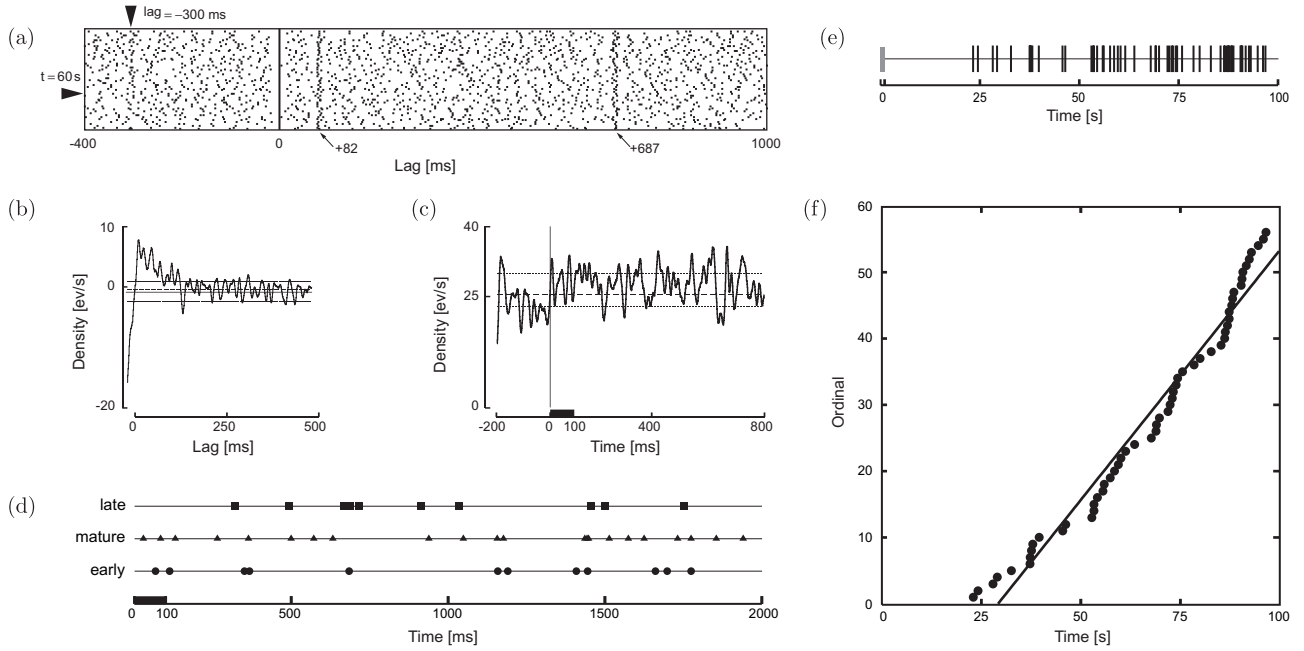 (a)
lag = −300 ms
t = 60 s
-400
0
1000
+82
+687
Lag [ms]
(b)
10
0
-20
Density [ev/s]
0
250
500
Lag [ms]
(c)
40
25
0
Density [ev/s]
-200
0
100
400
800
Time [ms]
(d)
late
mature
early
0
100
500
1000
1500
2000
Time [ms]
(e)
0
25
50
75
100
Time [s]
(f)
60
50
40
30
20
10
0
Ordinal
0
25
50
75
100
Time [s]